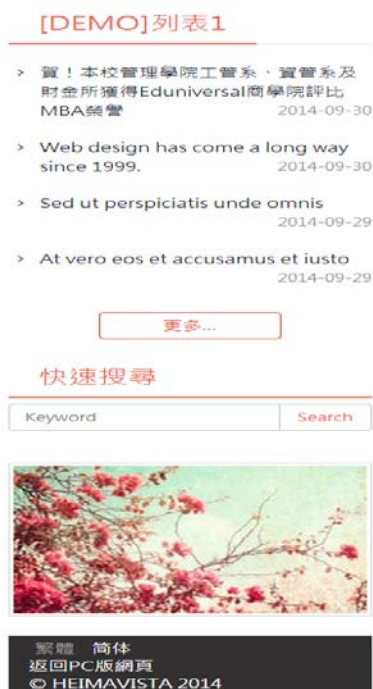 [DEMO]列表1
> 賀！本校管理學院工管系、資管系及
財金所獲得Eduniversal商學院評比
MBA榮譽 2014-09-30
> Web design has come a long way
since 1999. 2014-09-30
> Sed ut perspiciatis unde omnis
2014-09-29
> At vero eos et accusamus et iusto
2014-09-29
更多...
快速搜尋
Keyword Search
繁體 简体
返回PC版網頁
© HEIMAVISTA 2014